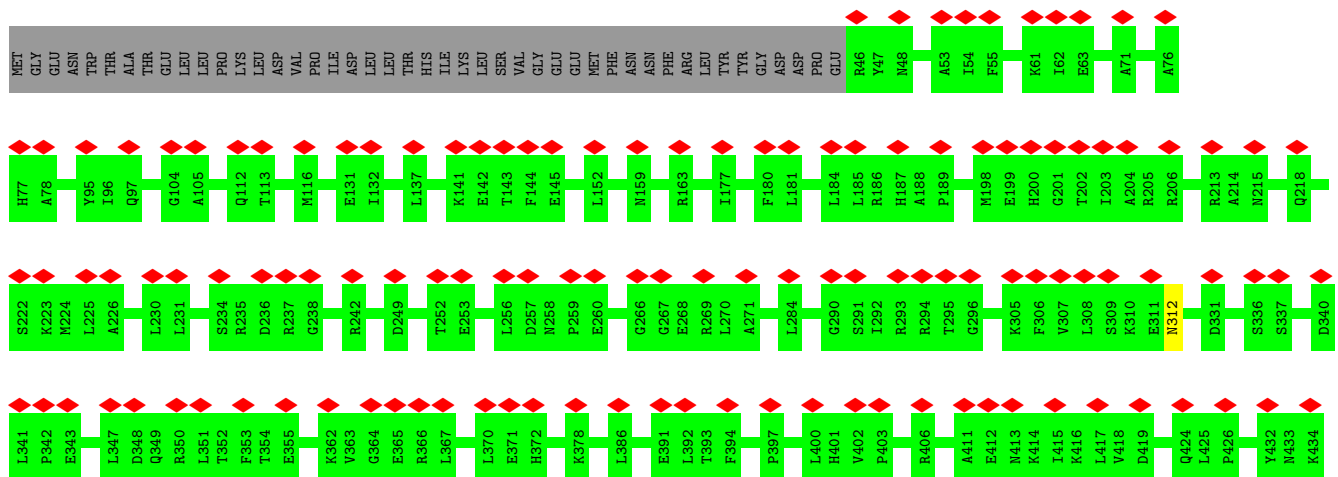 MET GLY GLU ASN TRP THR ALA THR GLU LEU LEU PRO LYS LEU ASP VAL PRO ILE ASP LEU LEU THR HIS ILE LYS LEU SER VAL GLY GLU GLU MET PHE ASN ASN PHE ARG LEU TYR TYR GLY ASP ASP PRO GLU R46 Y47 N48 A53 I54 F55 K61 I62 E63 A71 A76
H77 A78 Y95 I96 Q97 G104 A105 Q112 T113 M116 E131 I132 L137 K141 E142 T143 F144 E145 L152 N159 R163 I177 F180 L181 L184 L185 R186 H187 A188 P189 M198 E199 H200 G201 T202 I203 A204 R205 R206 R213 A214 N215 Q218
S222 K223 M224 L225 A226 L230 L231 S234 R235 D236 R237 G238 R242 D249 T252 E253 L256 D257 N258 P259 E260 G266 G267 E268 R269 L270 A271 L284 G290 S291 I292 R293 R294 T295 G296 K305 F306 V307 L308 S309 K310 E311 N312 D331 S336 S337 D340
L341 P342 E343 L347 D348 Q349 R350 L351 T352 F353 T354 E355 K362 V363 G364 E365 R366 L367 L370 E371 H372 K378 L386 E391 L392 T393 F394 P397 L400 H401 V402 P403 R406 A411 E412 N413 K414 I415 K416 L417 V418 D419 Q424 L425 P426 Y432 N433 K434